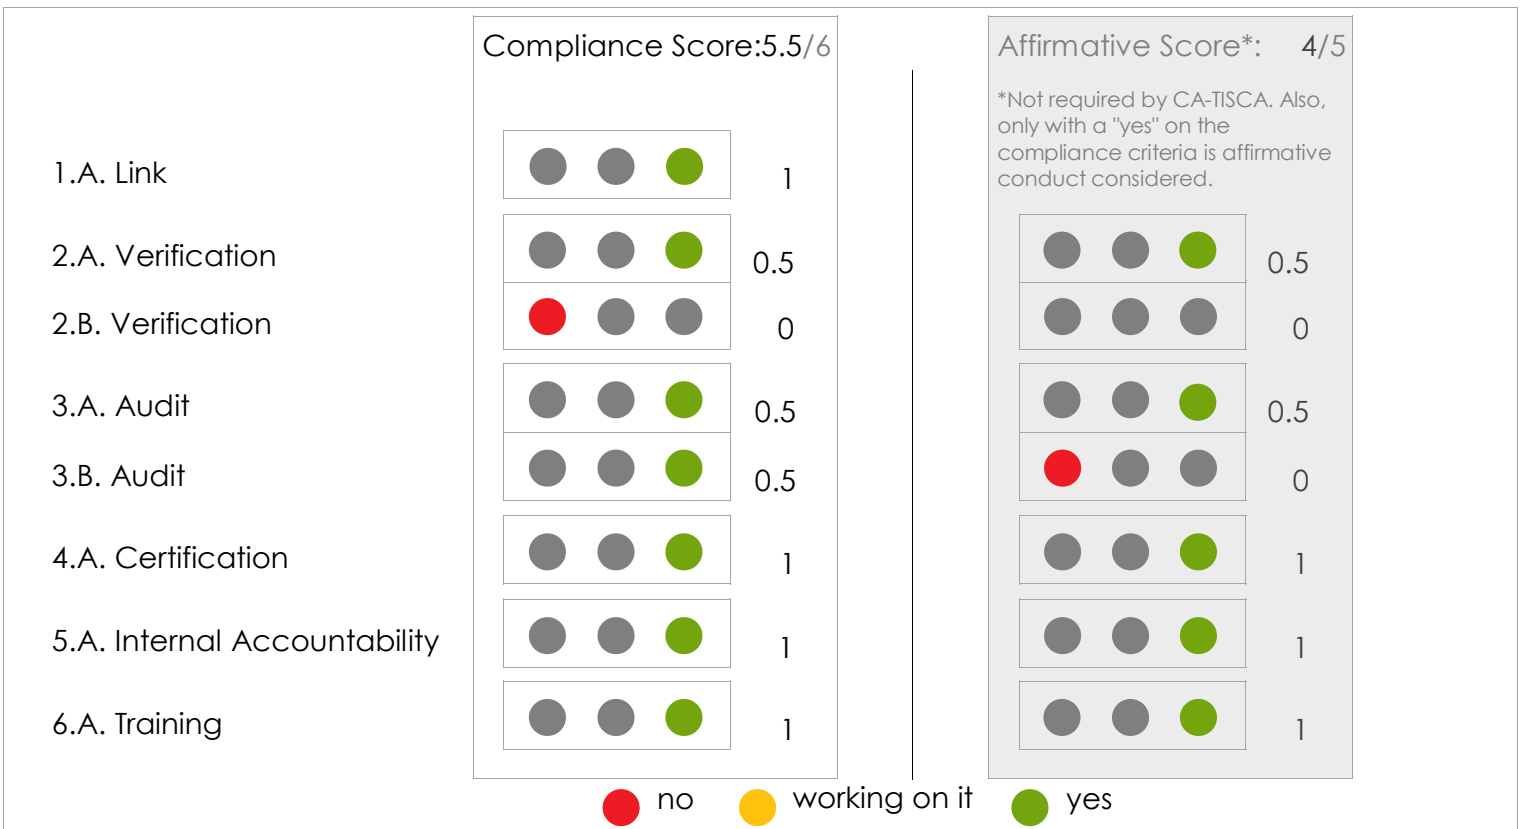 Compliance Score:5.5/6
Affirmative Score*: 4/5
*Not required by CA-TISCA. Also,
only with a "yes" on the
compliance criteria is affirmative
conduct considered.
1.A. Link 1
2.A. Verification 0.5 0.5
2.B. Verification 0 0
3.A. Audit 0.5 0.5
3.B. Audit 0.5 0
4.A. Certification 1 1
5.A. Internal Accountability 1 1
6.A. Training 1 1
no working on it yes